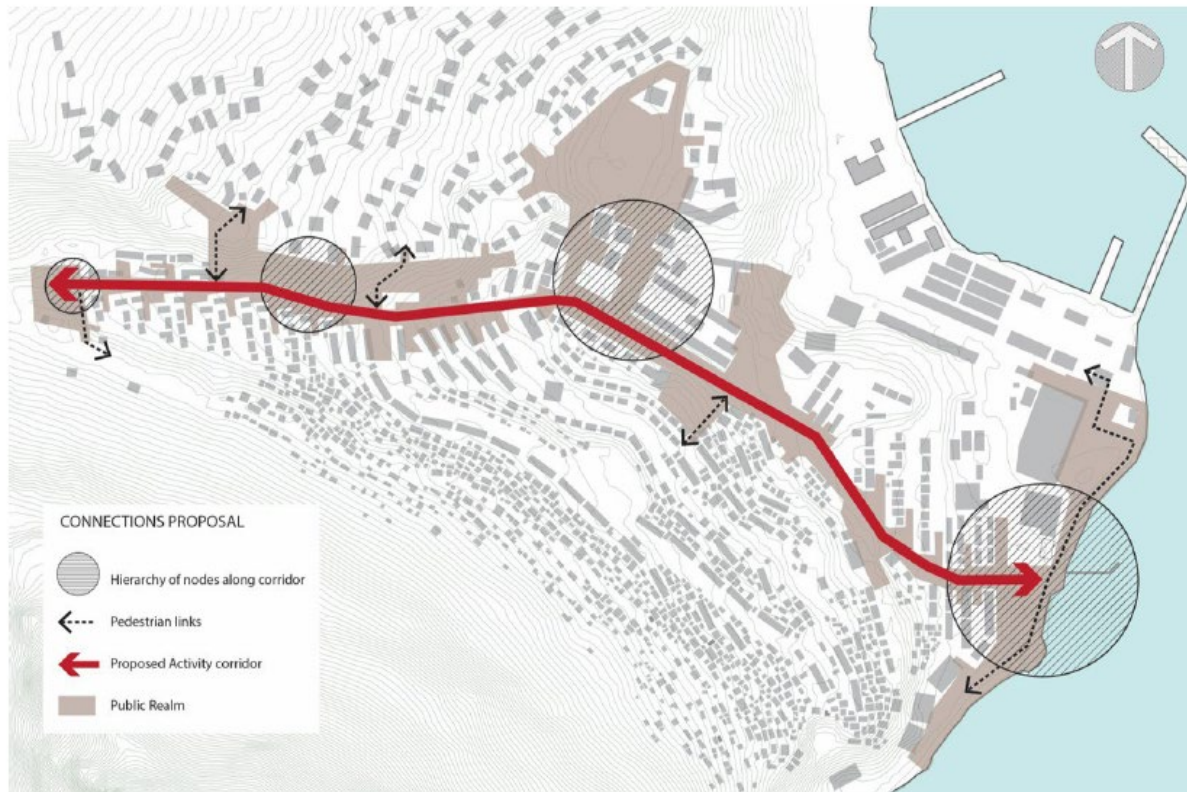 CONNECTIONS PROPOSAL
Hierarchy of nodes along corridor
Pedestrian links
Proposed Activity corridor
Public Realm